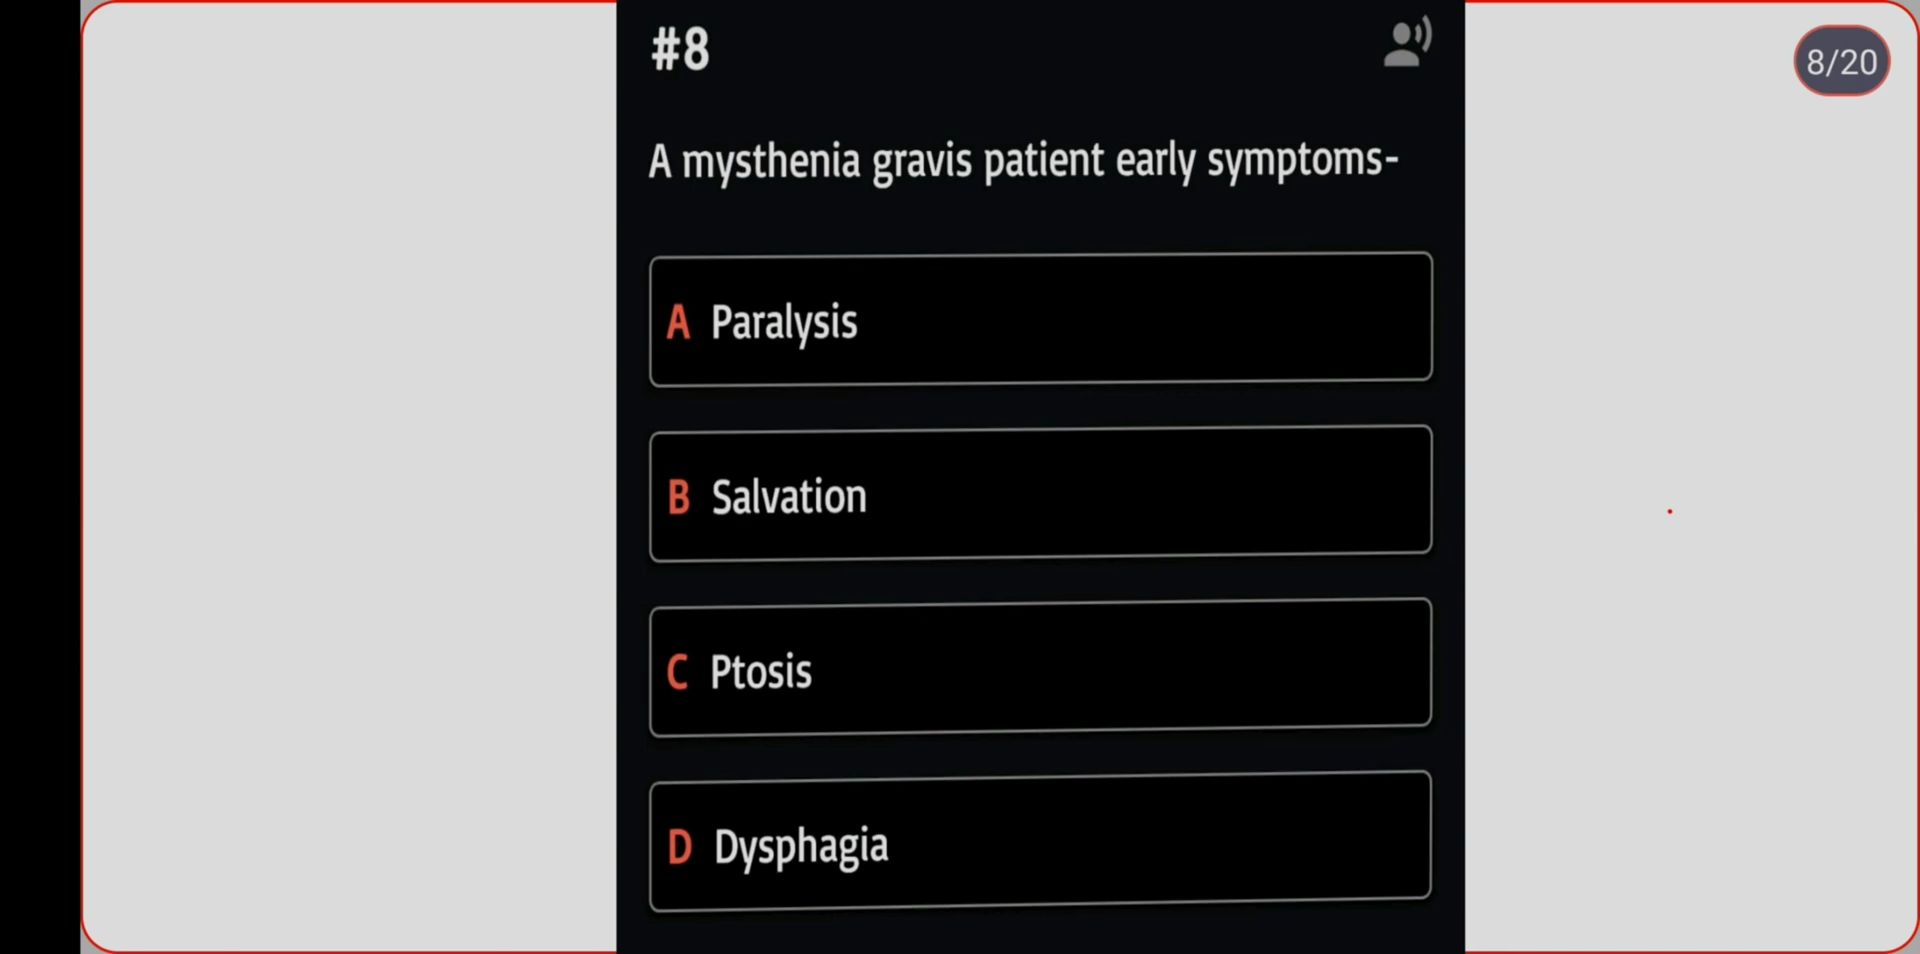 #8
8/20
A mysthenia gravis patient early symptoms-
A Paralysis
B Salvation
C Ptosis
D Dysphagia